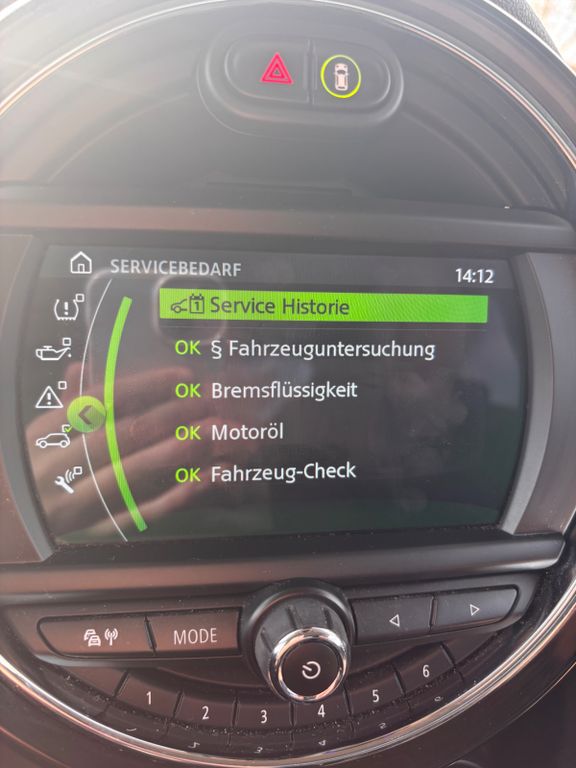 SERVICEBEDARF
14:12
1 Service Historie
OK § Fahrzeuguntersuchung
OK Bremsflüssigkeit
OK Motoröl
OK Fahrzeug-Check
MODE
1 2 3 4 5 6